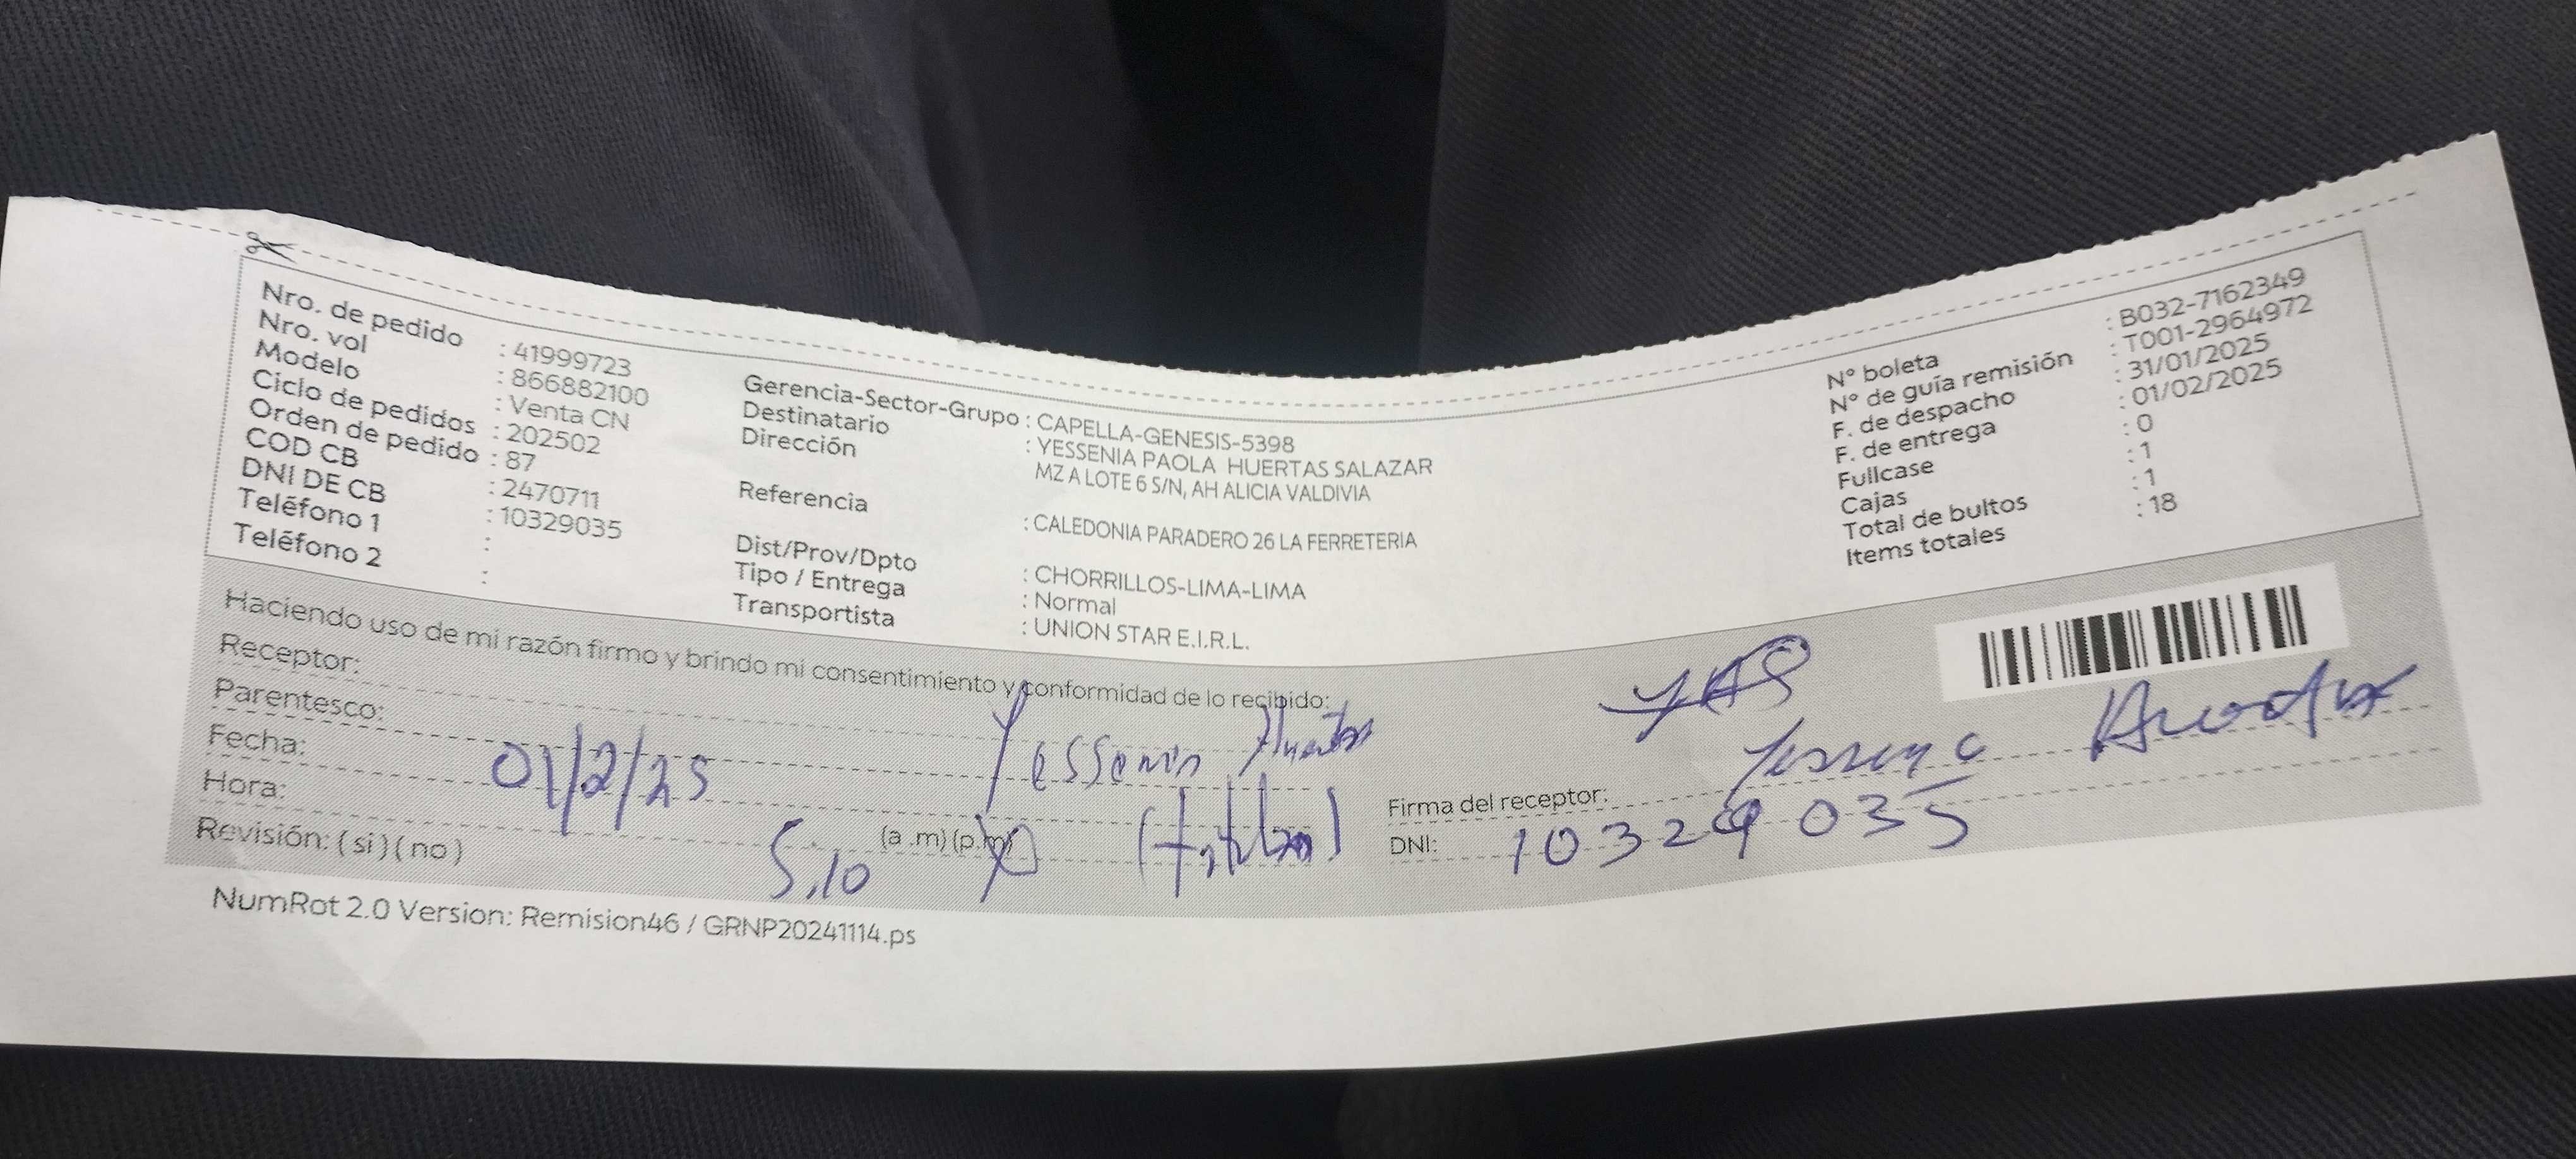 Nro. de pedido : 41999723
Nro. vol : 866882100
Modelo : Venta CN
Ciclo de pedidos : 202502
Orden de pedido : 87
COD CB : 2470711
DNI DE CB : 10329035
Teléfono 1 :
Teléfono 2 :
Gerencia-Sector-Grupo : CAPELLA-GENESIS-5398
Destinatario : YESSENIA PAOLA HUERTAS SALAZAR
Dirección MZ A LOTE 6 S/N, AH ALICIA VALDIVIA
Referencia : CALEDONIA PARADERO 26 LA FERRETERIA
Dist/Prov/Dpto : CHORRILLOS-LIMA-LIMA
Tipo / Entrega : Normal
Transportista : UNION STAR E.I.R.L.
N° boleta : B032-7162349
N° de guía remisión : T001-2964972
F. de despacho : 31/01/2025
F. de entrega : 01/02/2025
Fullcase : 0
Cajas : 1
Total de bultos : 1
Items totales : 18
Haciendo uso de mi razón firmo y brindo mi consentimiento y conformidad de lo recibido:
Receptor: Yessenia Huertas
Parentesco: (titular)
Fecha: 01/2/25
Hora: 5.10 (a.m)(p.m)
Revisión: ( si ) ( no )
Firma del receptor:
DNI: 10329035
NumRot 2.0 Version: Remision46 / GRNP20241114.ps